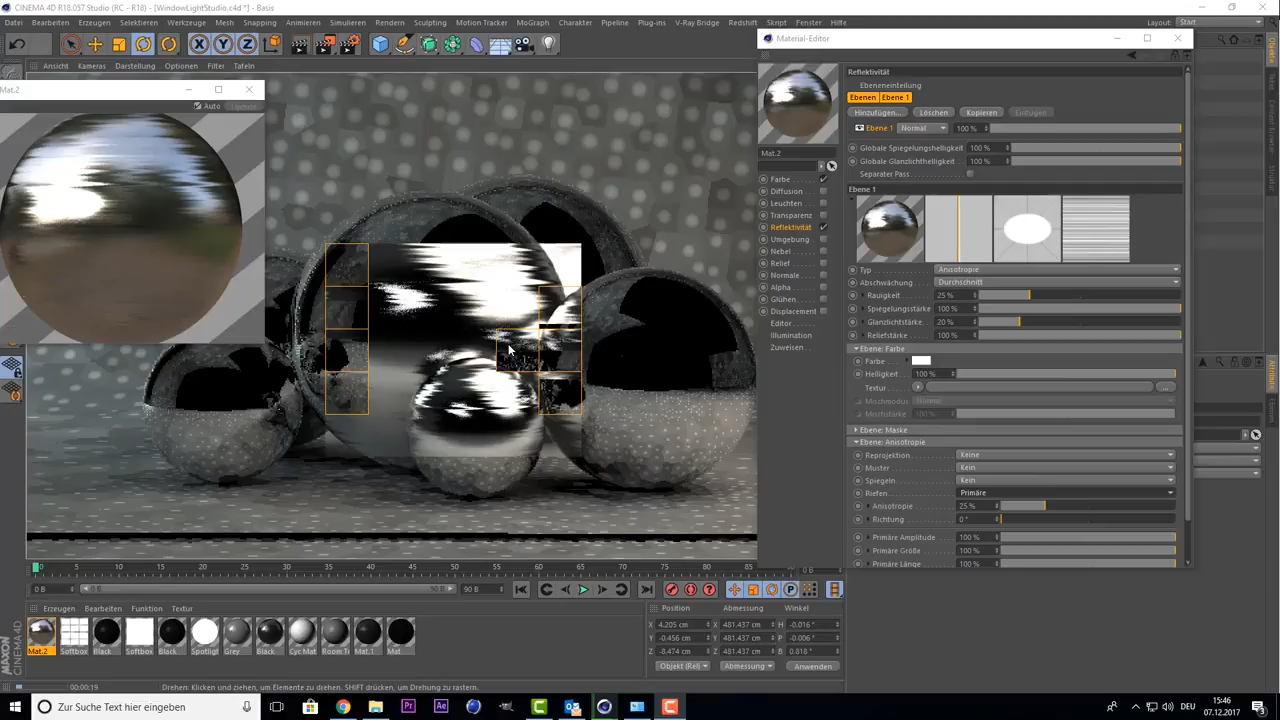 CINEMA 4D R18.057 Studio (RC - R18) - [WindowLightStudio.c4d *] - Basis
Datei Bearbeiten Erzeugen Selektieren Werkzeuge Mesh Snapping Animieren Simulieren Rendern Sculpting Motion Tracker MoGraph Charakter Pipeline Plug-ins V-Ray Bridge Redshift Skript Fenster Hilfe
Layout: Start
Material-Editor
Ansicht Kameras Darstellung Optionen Filter Tafeln
Mat.2
Auto Update
Reflektivität
Ebeneneinteilung
Ebenen Ebene 1
Hinzufügen... Löschen Kopieren Einfügen
Ebene 1 Normal 100 %
Globale Spiegelungshelligkeit 100 %
Globale Glanzlichthelligkeit 100 %
Separater Pass
Mat.2
Farbe
Diffusion
Leuchten
Transparenz
Reflektivität
Umgebung
Nebel
Relief
Normale
Alpha
Glühen
Displacement
Editor
Illumination
Zuweisen
Ebene 1
Typ Anisotropie
Abschwächung Durchschnitt
Rauigkeit 25 %
Spiegelungsstärke 100 %
Glanzlichtstärke 20 %
Reliefstärke 100 %
Ebene: Farbe
Farbe
Helligkeit 100 %
Textur ...
Mischmodus Normal
Mischstärke 100 %
Ebene: Maske
Ebene: Anisotropie
Reprojektion Keine
Muster Kein
Spiegeln Kein
Riefen Primäre
Anisotropie 25 %
Richtung 0 °
Primäre Amplitude 100 %
Primäre Größe 100 %
Primäre Länge 100 %
0 5 10 15 20 25 30 35 40 45 50 55 60 65 70 75 80 85 0 B
0 B 0 B 90 B 90 B
Erzeugen Bearbeiten Funktion Textur
Mat.2 Softbox Black Softbox Black Spotlig Grey Black Cyc Mat Room T Mat.1 Mat
Position Abmessung Winkel
X 4.205 cm X 481.437 cm H -0.016 °
Y -0.456 cm Y 481.437 cm P -0.006 °
Z -8.474 cm Z 481.437 cm B 0.818 °
Objekt (Rel) Abmessung Anwenden
MAXON CINEMA 4D
00:00:19 Drehen: Klicken und ziehen, um Elemente zu drehen. SHIFT drücken, um Drehung zu rastern.
Zur Suche Text hier eingeben
DEU
15:46
07.12.2017